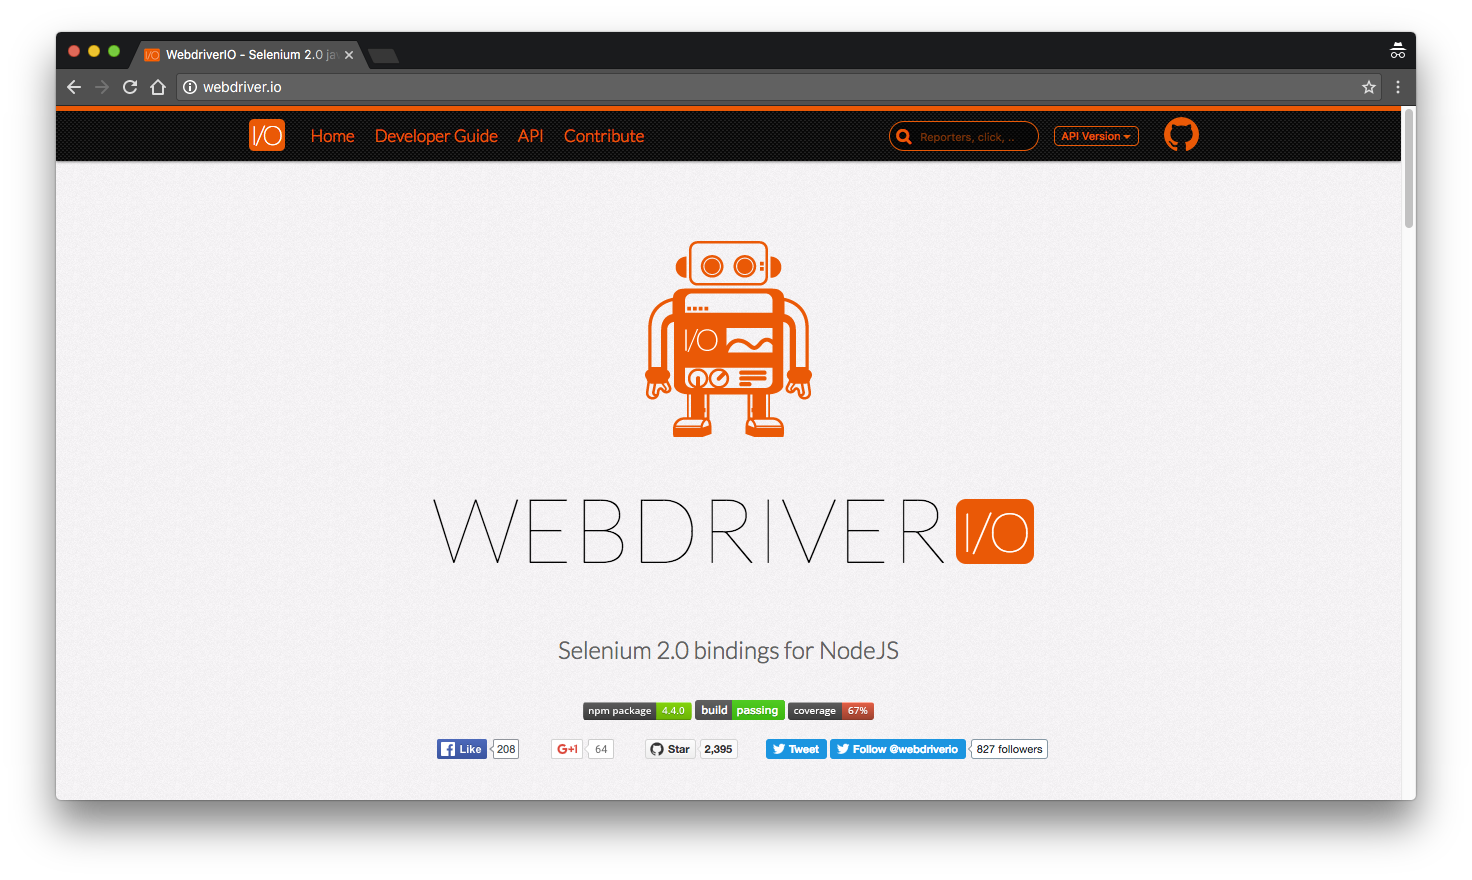 WebdriverIO - Selenium 2.0 ja
webdriver.io
I/O Home Developer Guide API Contribute Reporters, click, .. API Version
I/O
WEBDRIVER I/O
Selenium 2.0 bindings for NodeJS
npm package 4.4.0 build passing coverage 67%
Like 208 G+1 64 Star 2,395 Tweet Follow @webdriverio 827 followers